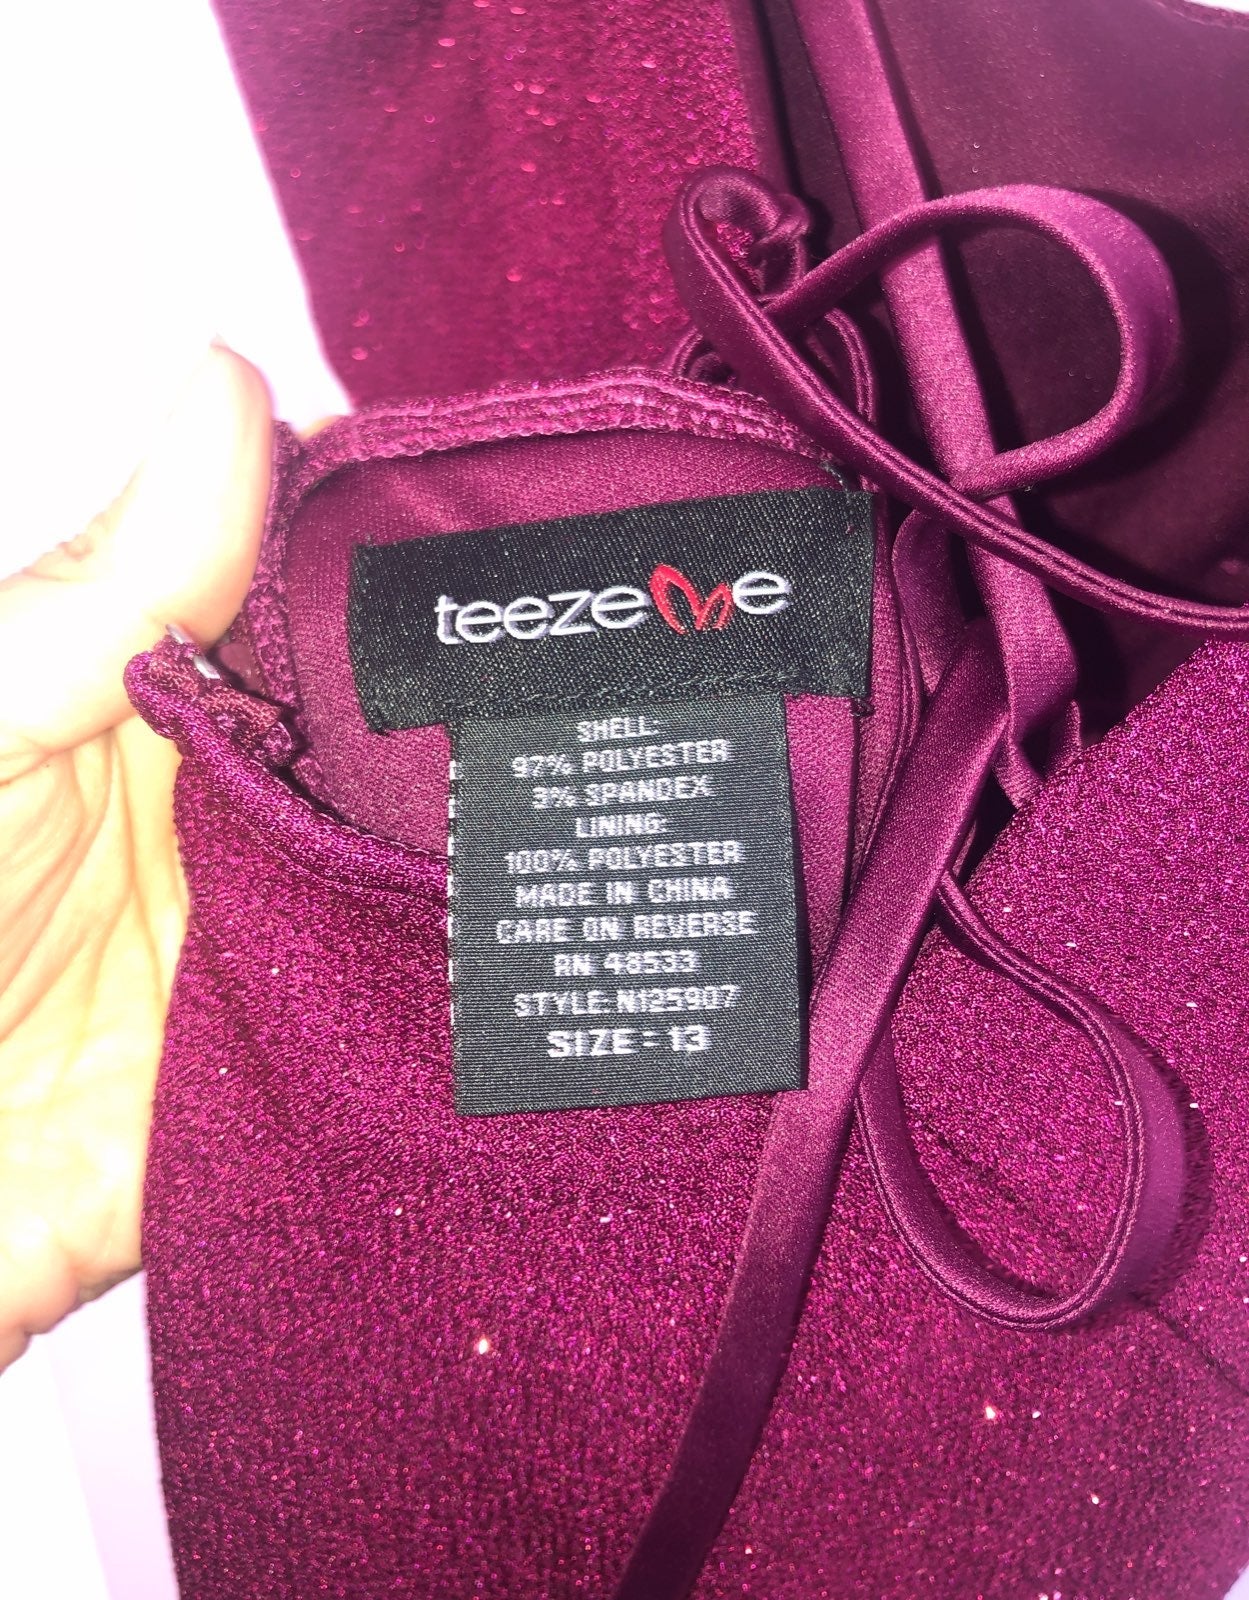 teezeme
SHELL:
97% POLYESTER
3% SPANDEX
LINING:
100% POLYESTER
MADE IN CHINA
CARE ON REVERSE
RN 48533
STYLE:N125907
SIZE = 13